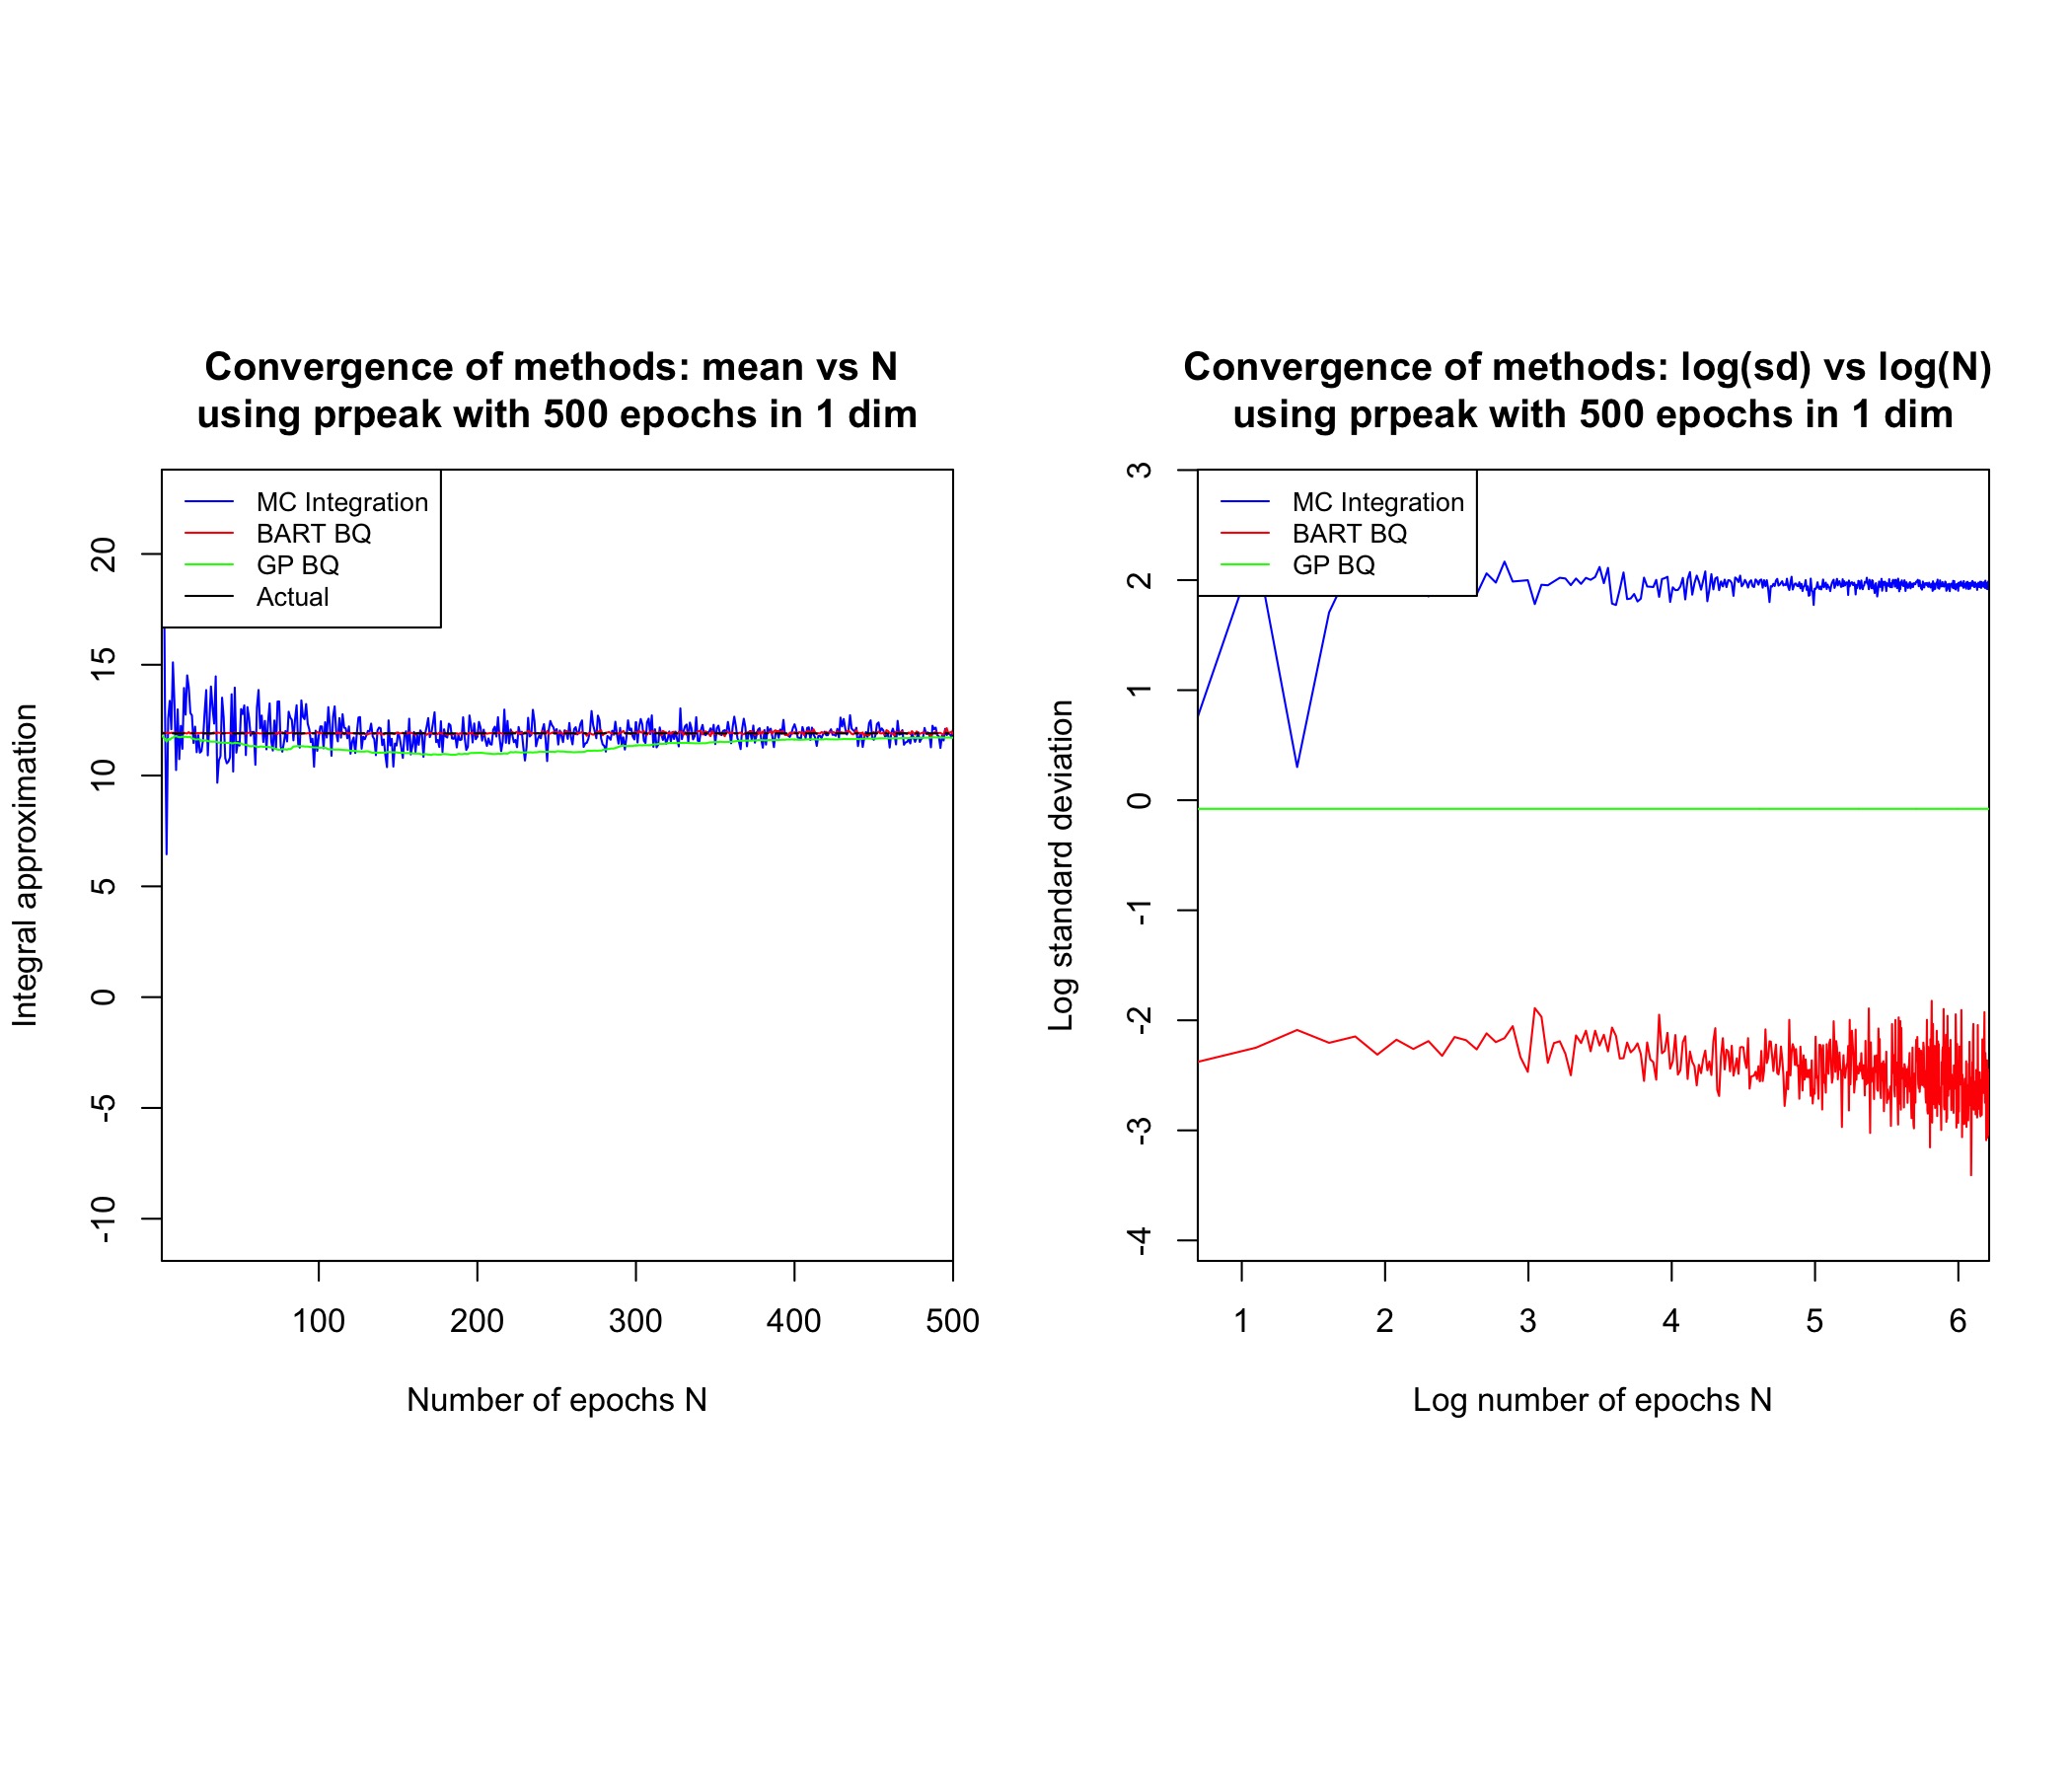 Convergence of methods: mean vs N
using prpeak with 500 epochs in 1 dim
MC Integration
BART BQ
GP BQ
Actual
20
15
10
5
0
-5
-10
Integral approximation
100 200 300 400 500
Number of epochs N
Convergence of methods: log(sd) vs log(N)
using prpeak with 500 epochs in 1 dim
MC Integration
BART BQ
GP BQ
3
2
1
0
-1
-2
-3
-4
Log standard deviation
1 2 3 4 5 6
Log number of epochs N